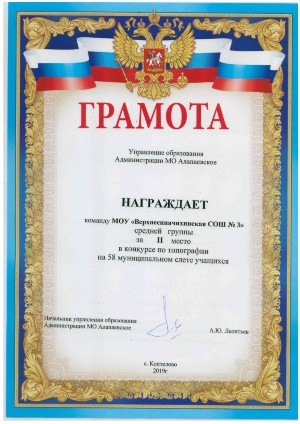 ГРАМОТА
Управление образования
Администрации МО Алапаевское
НАГРАЖДАЕТ
команду МОУ «Верхнесинячихинская СОШ № 3»
средней группы
за II место
в конкурсе по топографии
на 58 муниципальном слете учащихся
Начальник управления образования
Администрации МО Алапаевское
А.Ю. Леонтьев
с. Коптелово
2019г